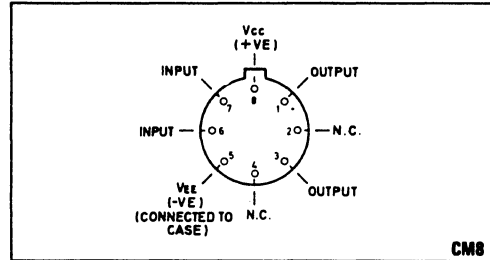 VCC
(+VE)
INPUT
OUTPUT
8
7
1
INPUT
6
2
N.C.
5
4
3
VEE
(-VE)
(CONNECTED TO
CASE)
N.C.
OUTPUT
CM8